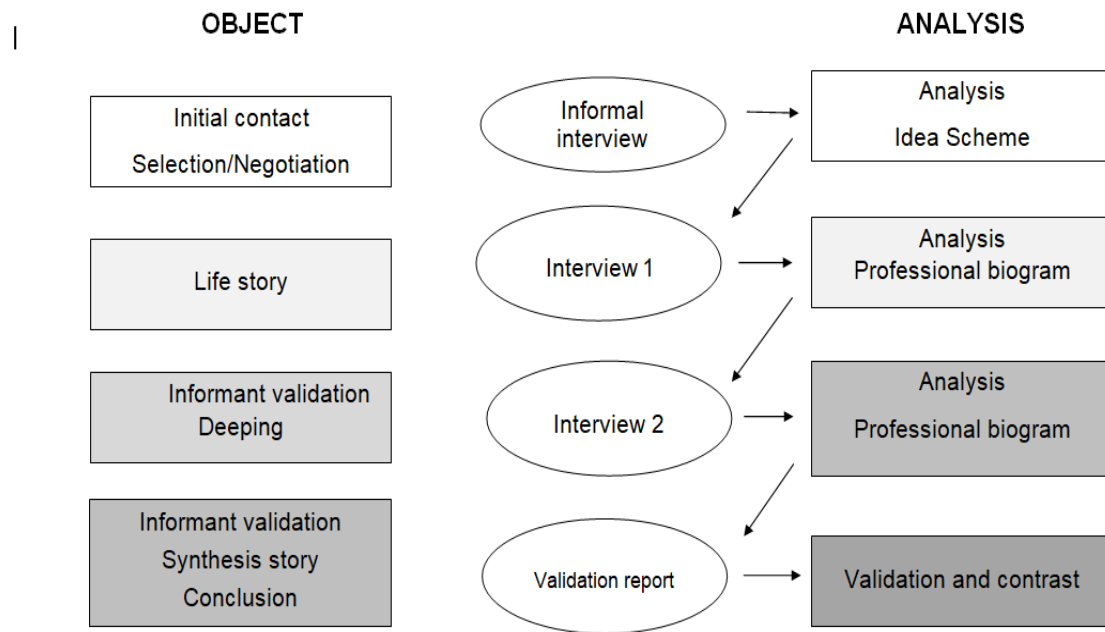 OBJECT
ANALYSIS
Initial contact
Selection/Negotiation
Informal
interview
Analysis
Idea Scheme
Life story
Interview 1
Analysis
Professional biogram
Informant validation
Deeping
Interview 2
Analysis
Professional biogram
Informant validation
Synthesis story
Conclusion
Validation report
Validation and contrast